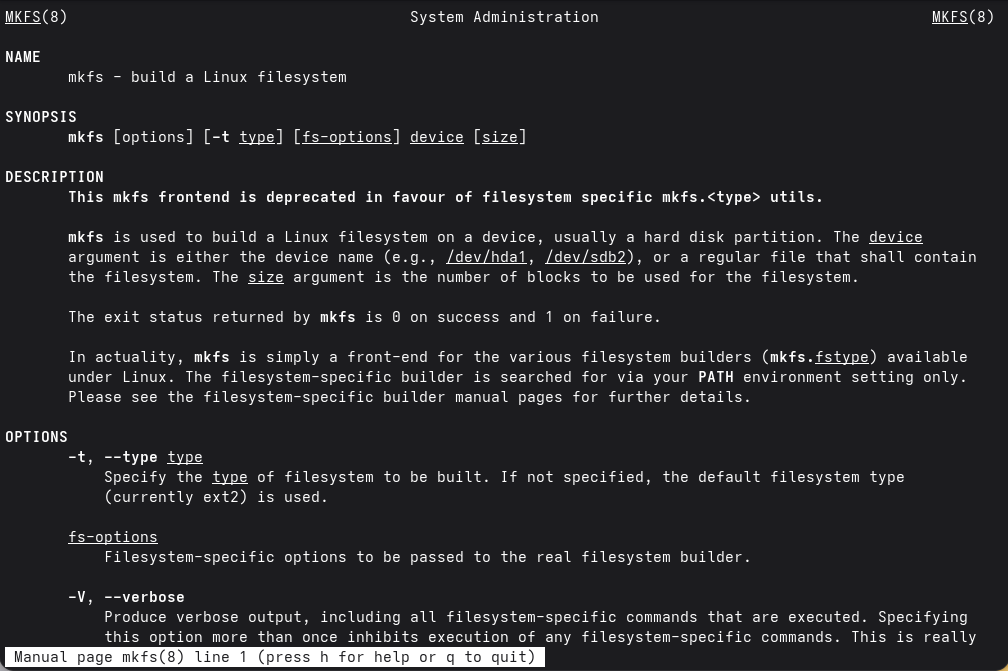 MKFS(8) System Administration MKFS(8)
NAME
mkfs - build a Linux filesystem
SYNOPSIS
mkfs [options] [-t type] [fs-options] device [size]
DESCRIPTION
This mkfs frontend is deprecated in favour of filesystem specific mkfs.<type> utils.
mkfs is used to build a Linux filesystem on a device, usually a hard disk partition. The device
argument is either the device name (e.g., /dev/hda1, /dev/sdb2), or a regular file that shall contain
the filesystem. The size argument is the number of blocks to be used for the filesystem.
The exit status returned by mkfs is 0 on success and 1 on failure.
In actuality, mkfs is simply a front-end for the various filesystem builders (mkfs.fstype) available
under Linux. The filesystem-specific builder is searched for via your PATH environment setting only.
Please see the filesystem-specific builder manual pages for further details.
OPTIONS
-t, --type type
Specify the type of filesystem to be built. If not specified, the default filesystem type
(currently ext2) is used.
fs-options
Filesystem-specific options to be passed to the real filesystem builder.
-V, --verbose
Produce verbose output, including all filesystem-specific commands that are executed. Specifying
this option more than once inhibits execution of any filesystem-specific commands. This is really
Manual page mkfs(8) line 1 (press h for help or q to quit)